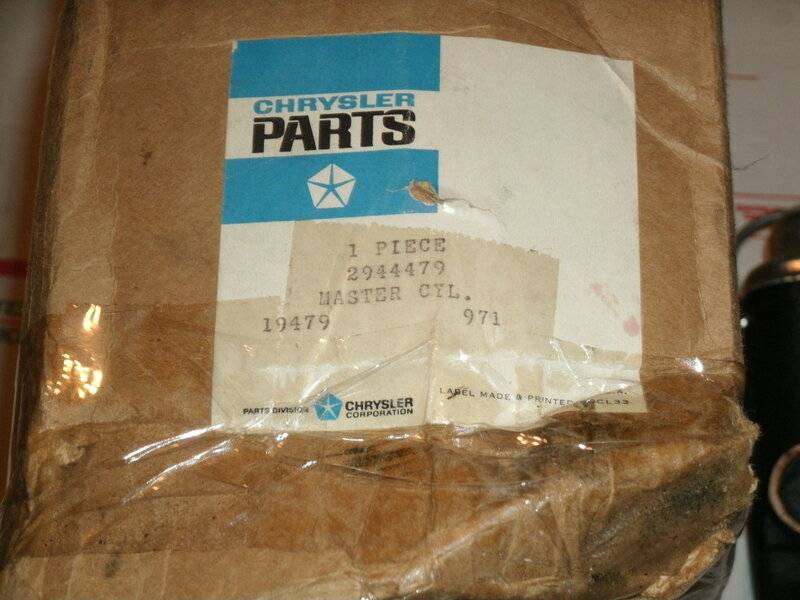 CHRYSLER
PARTS
1 PIECE
2944479
MASTER CYL.
19479 971
PARTS DIVISION CHRYSLER CORPORATION
LABEL MADE & PRINTED